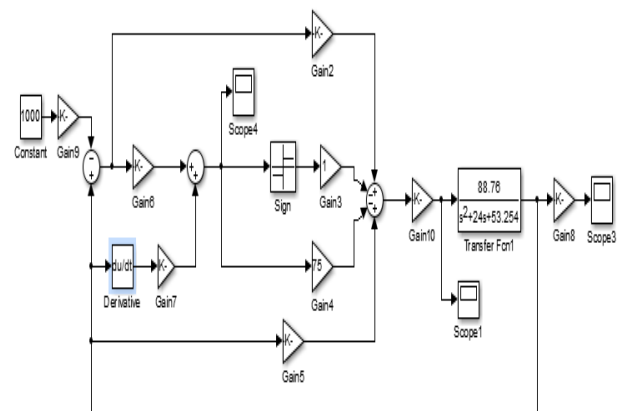 -K-
Gain2
1000
Constant
-K-
Gain9
Scope4
K-
Gain6
Sign
1
Gain3
-K-
Gain10
88.76
s²+24s+53.254
Transfer Fcn1
-K-
Gain8
Scope3
du/dt
Derivative
K-
Gain7
75
Gain4
Scope1
-K-
Gain5